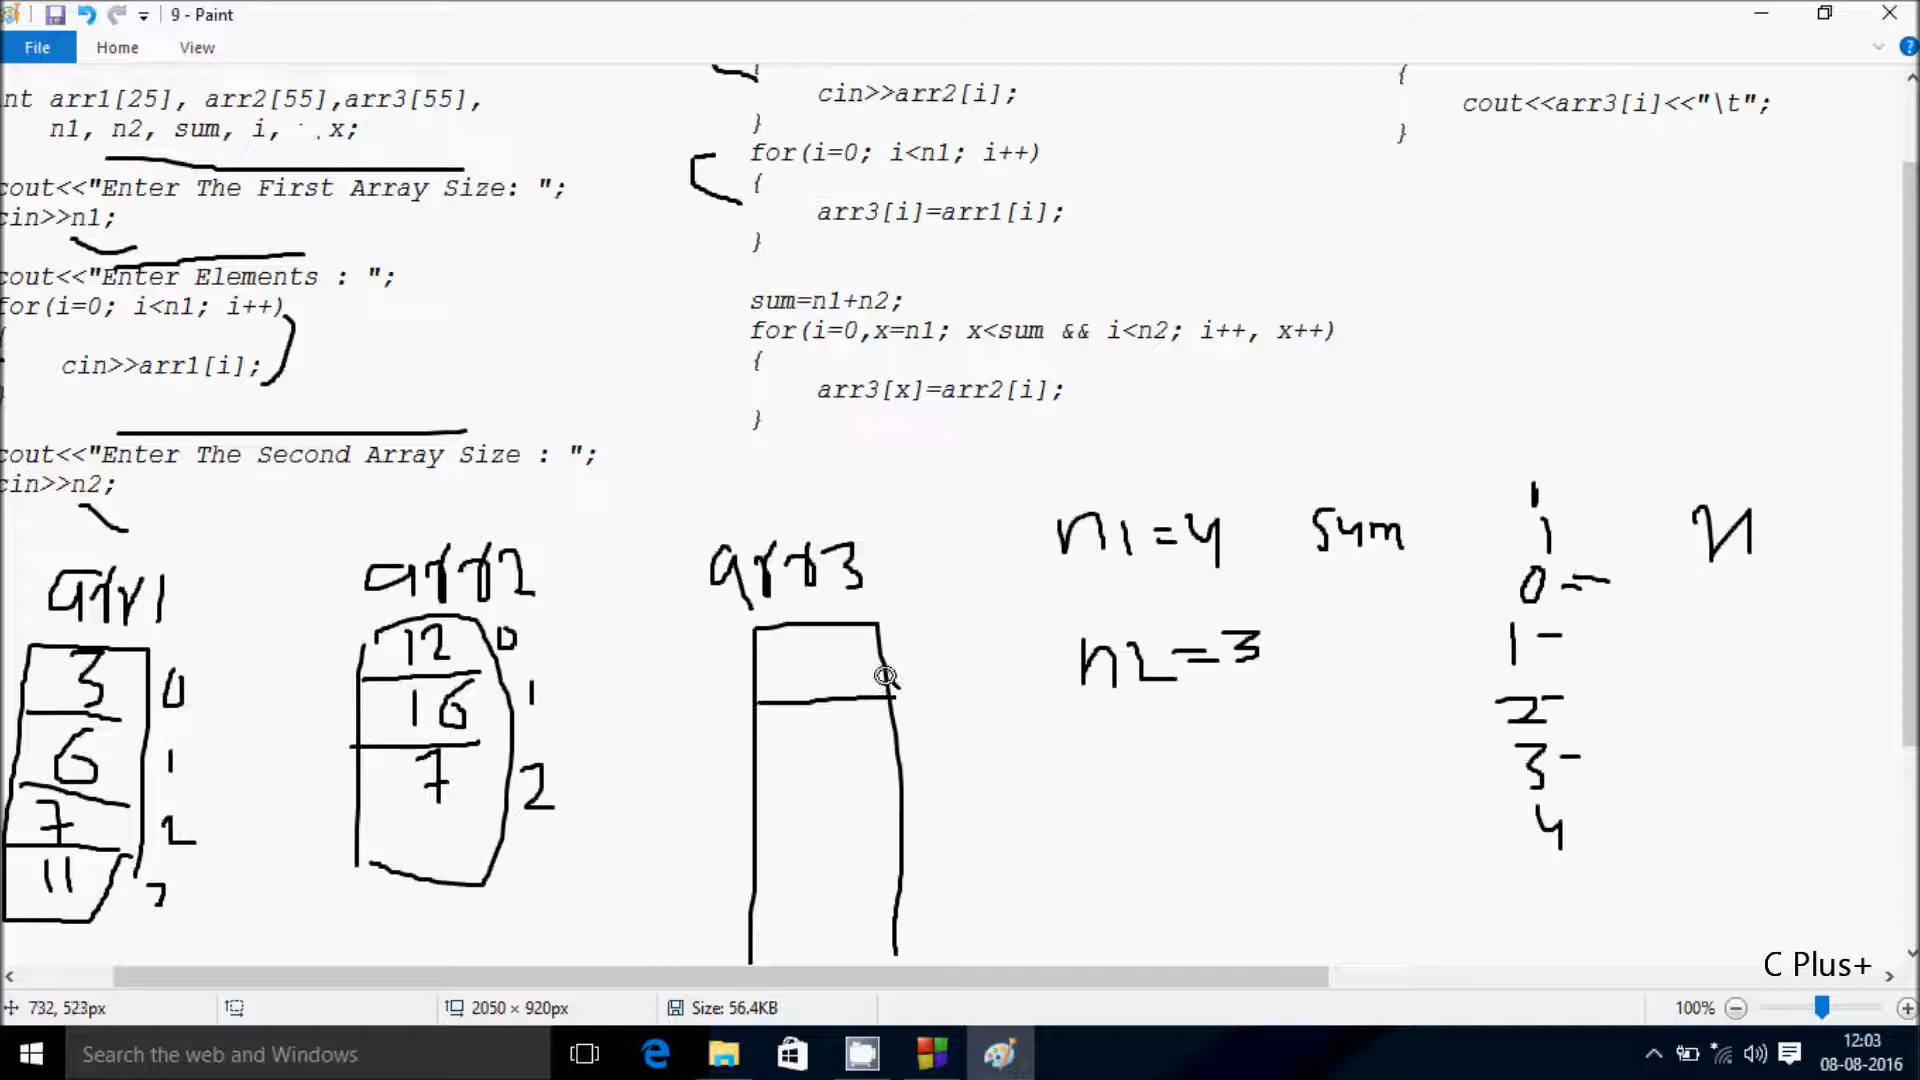 9 - Paint
File Home View
nt arr1[25], arr2[55],arr3[55],
n1, n2, sum, i, x;
cout<<"Enter The First Array Size: ";
cin>>n1;
cout<<"Enter Elements : ";
for(i=0; i<n1; i++)
{
cin>>arr1[i];
}
cout<<"Enter The Second Array Size : ";
cin>>n2;
{
cin>>arr2[i];
}
for(i=0; i<n1; i++)
{
arr3[i]=arr1[i];
}
sum=n1+n2;
for(i=0,x=n1; x<sum && i<n2; i++, x++)
{
arr3[x]=arr2[i];
}
{
cout<<arr3[i]<<"\t";
}
arr1
3 0
6 1
7 2
11
arr2
12 0
16 1
7 2
arr3
n1=4
n2=3
sum
i
0-
1-
2-
3-
4
C Plus+
732, 523px
2050 × 920px
Size: 56.4KB
100%
Search the web and Windows
12:03
08-08-2016